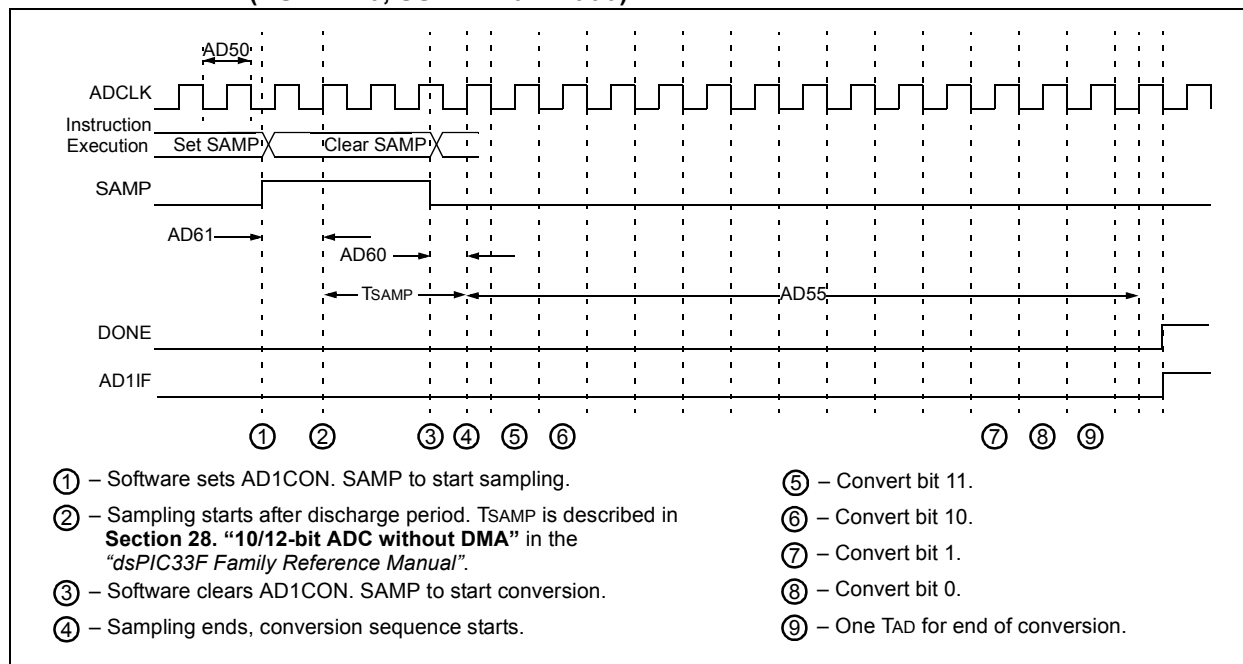 AD50
ADCLK
Instruction
Execution
Set SAMP
Clear SAMP
SAMP
AD61
AD60
TSAMP
AD55
DONE
AD1IF
1 2 3 4 5 6 7 8 9
1 – Software sets AD1CON. SAMP to start sampling.
2 – Sampling starts after discharge period. TSAMP is described in
Section 28. “10/12-bit ADC without DMA” in the
“dsPIC33F Family Reference Manual”.
3 – Software clears AD1CON. SAMP to start conversion.
4 – Sampling ends, conversion sequence starts.
5 – Convert bit 11.
6 – Convert bit 10.
7 – Convert bit 1.
8 – Convert bit 0.
9 – One TAD for end of conversion.